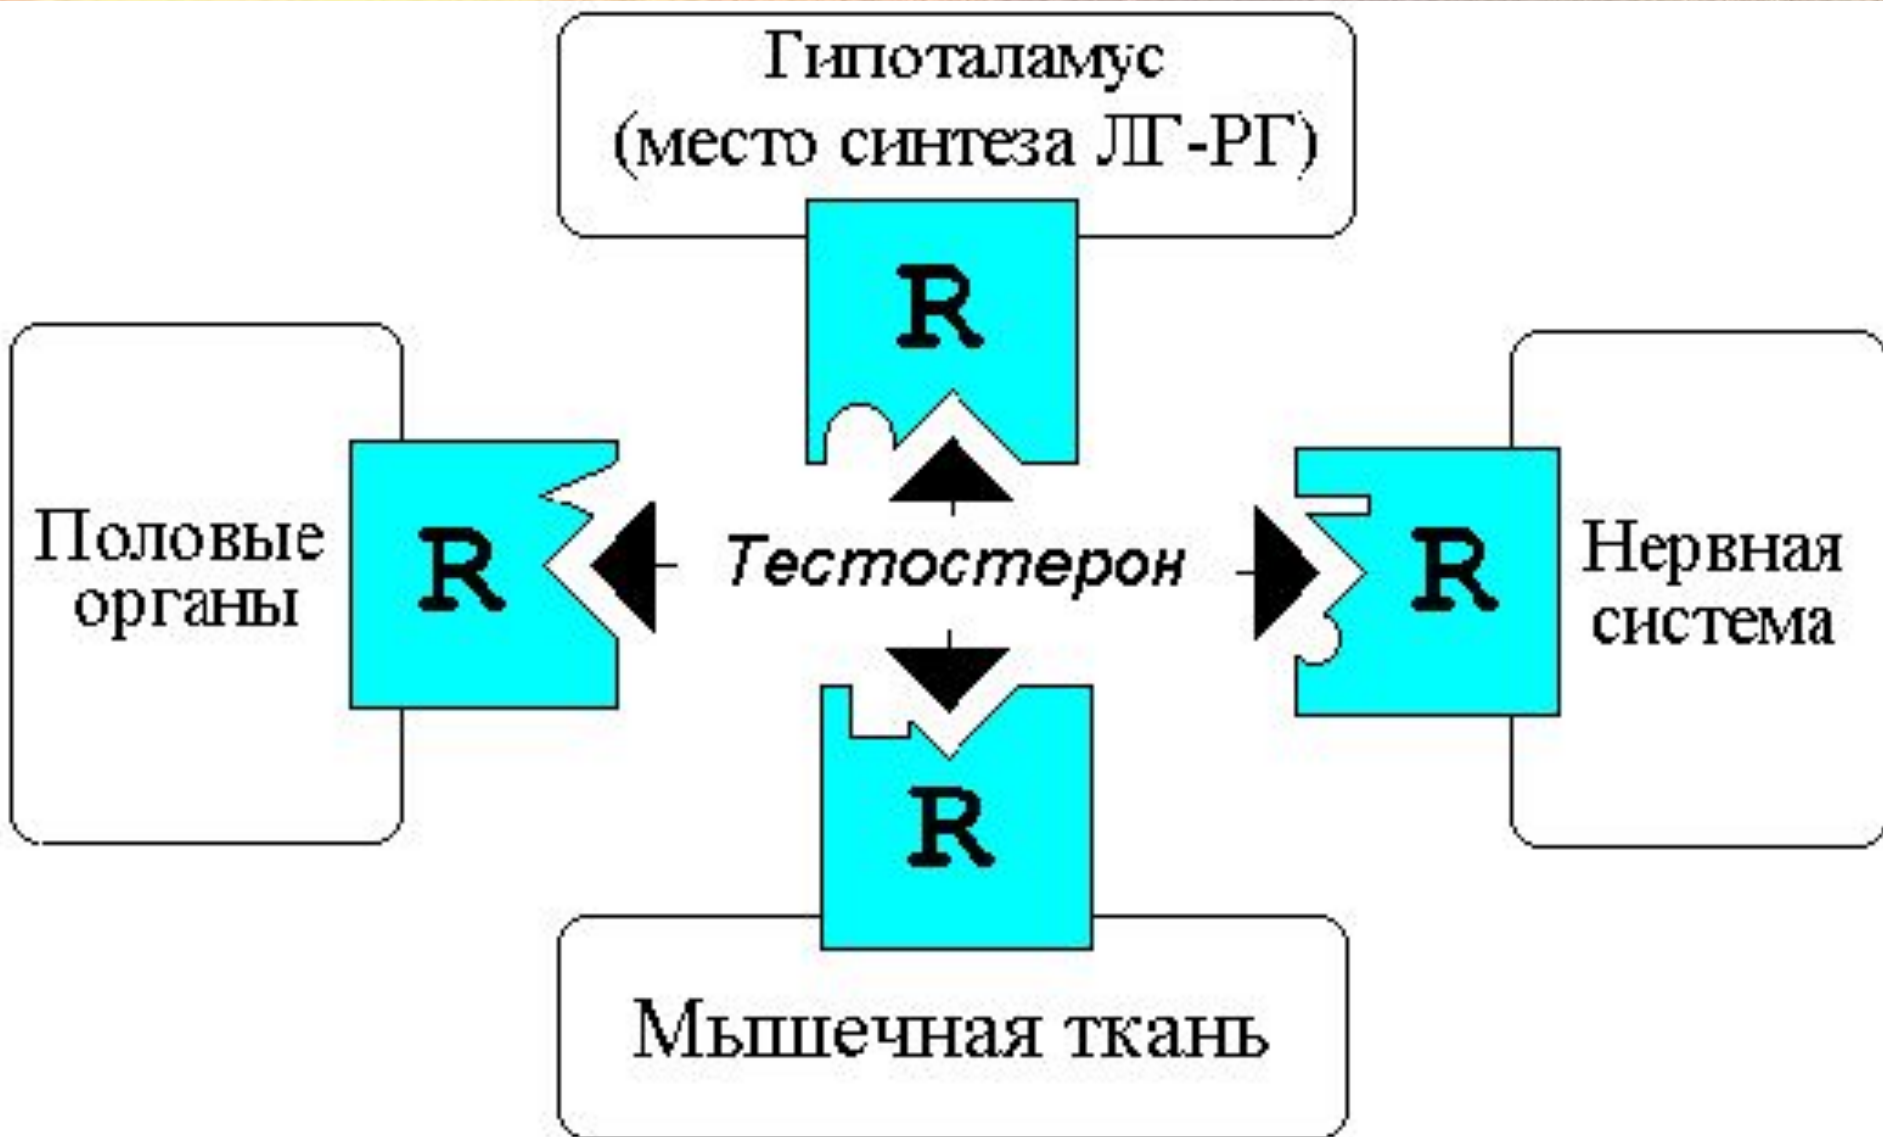 Гипоталамус
(место синтеза ЛГ-РГ)
R
Половые
органы
R
Тестостерон
R
Нервная
система
R
Мышечная ткань